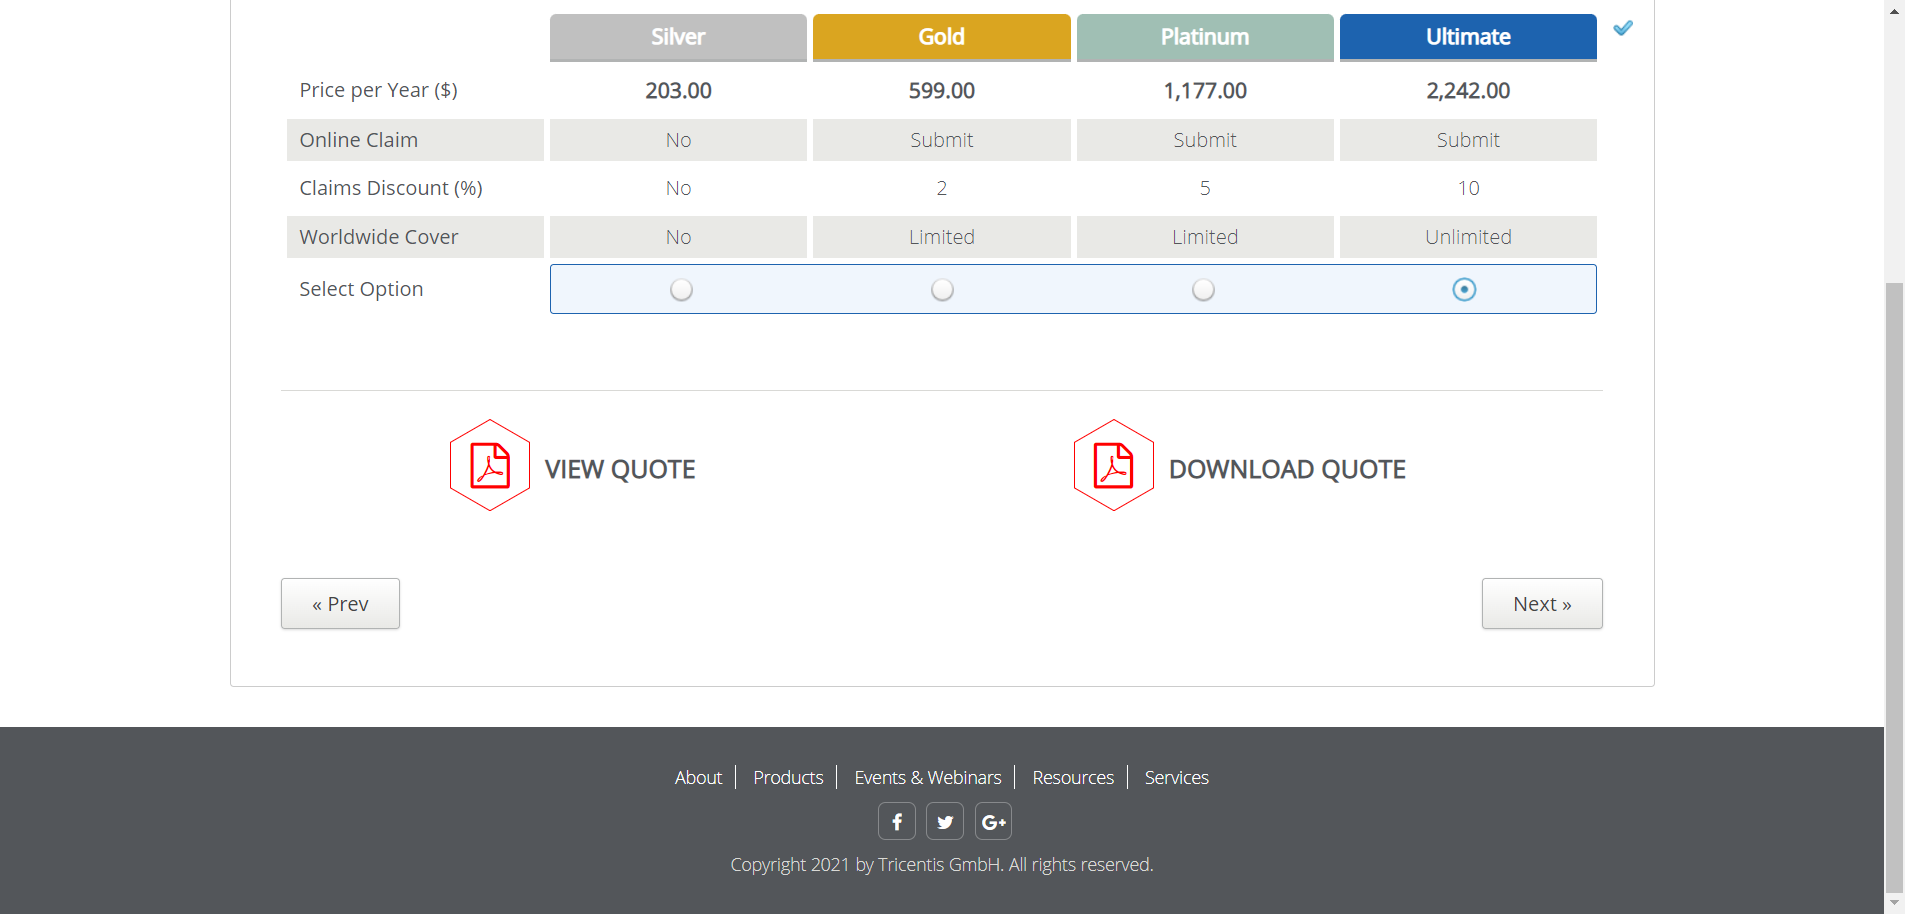 Silver Gold Platinum Ultimate
Price per Year ($) 203.00 599.00 1,177.00 2,242.00
Online Claim No Submit Submit Submit
Claims Discount (%) No 2 5 10
Worldwide Cover No Limited Limited Unlimited
Select Option
VIEW QUOTE DOWNLOAD QUOTE
« Prev Next »
About Products Events & Webinars Resources Services
f G+
Copyright 2021 by Tricentis GmbH. All rights reserved.